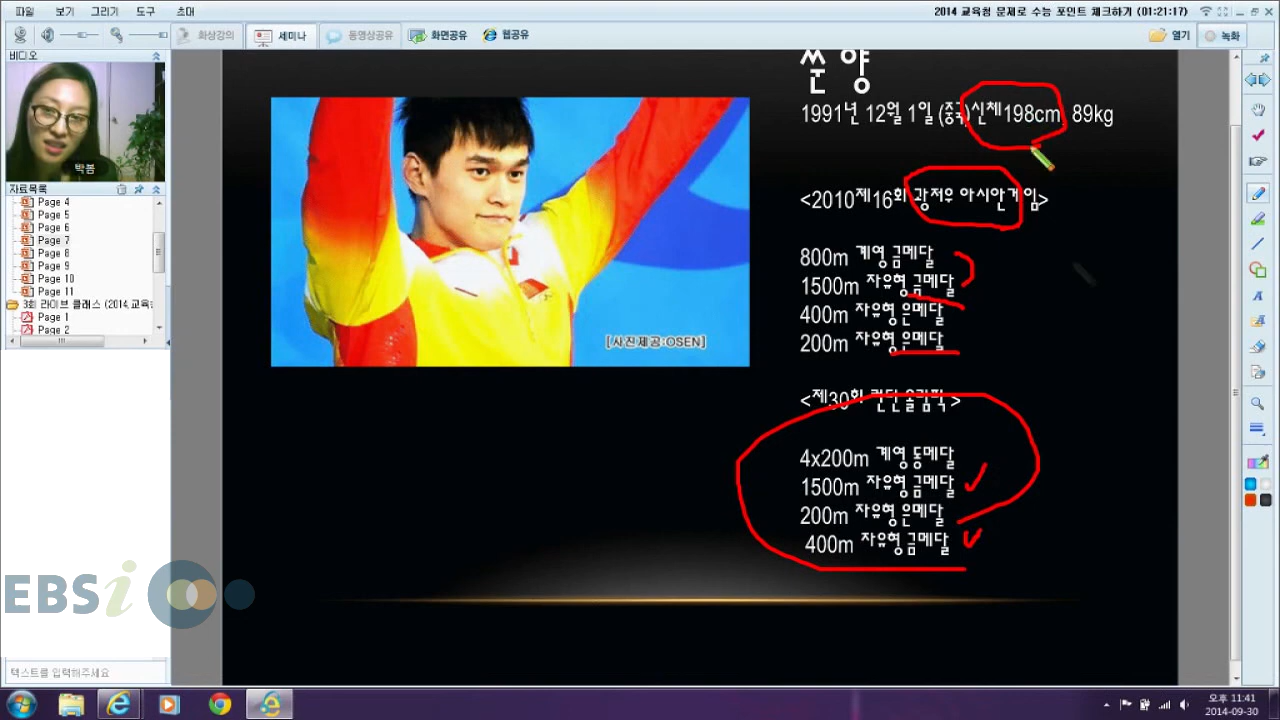 파일 보기 그리기 도구 초대
2014 교육청 문제로 수능 포인트 체크하기 (01:21:17)
화상강의 세미나 동영상공유 화면공유 웹공유
열기 녹화
비디오
박봄
자료목록
Page 4
Page 5
Page 6
Page 7
Page 8
Page 9
Page 10
Page 11
3회 라이브 클래스 (2014,교육
Page 1
Page 2
텍스트를 입력해주세요
EBSi
[사진제공:OSEN]
쑨양
1991년 12월 1일 (중국)신체198cm, 89kg
<2010제16회 광저우 아시안게임>
800m 계영 금메달
1500m 자유형 금메달
400m 자유형 은메달
200m 자유형 은메달
<제30회 런던 올림픽>
4x200m 계영 동메달
1500m 자유형 금메달
200m 자유형 은메달
400m 자유형 금메달
오후 11:41
2014-09-30